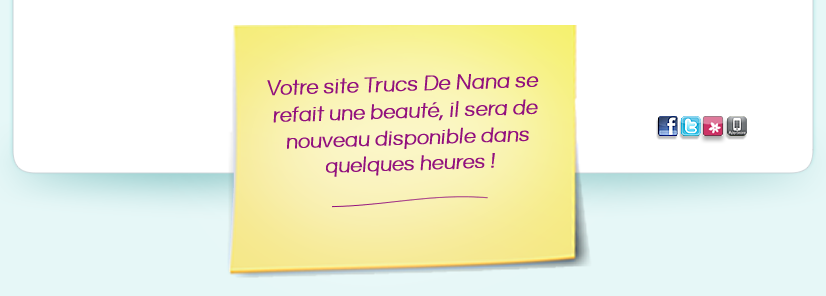 Votre site Trucs De Nana se
refait une beauté, il sera de
nouveau disponible dans
quelques heures !